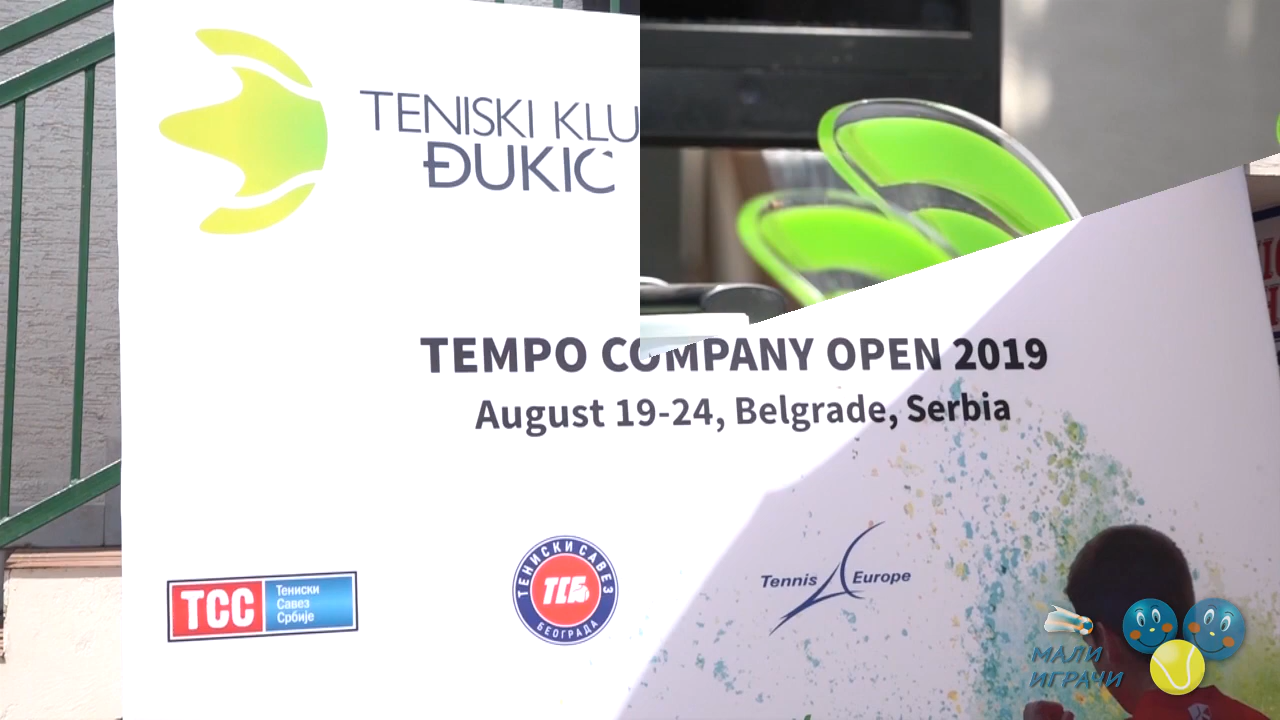 TENISKI KLU
ĐUKIĆ
TEMPO COMPANY OPEN 2019
August 19-24, Belgrade, Serbia
TCC
Тениски
Савез
Србије
ТЕНИСКИ САВЕЗ
ТСБ
БЕОГРАДА
Tennis Europe
МАЛИ
ИГРАЧИ